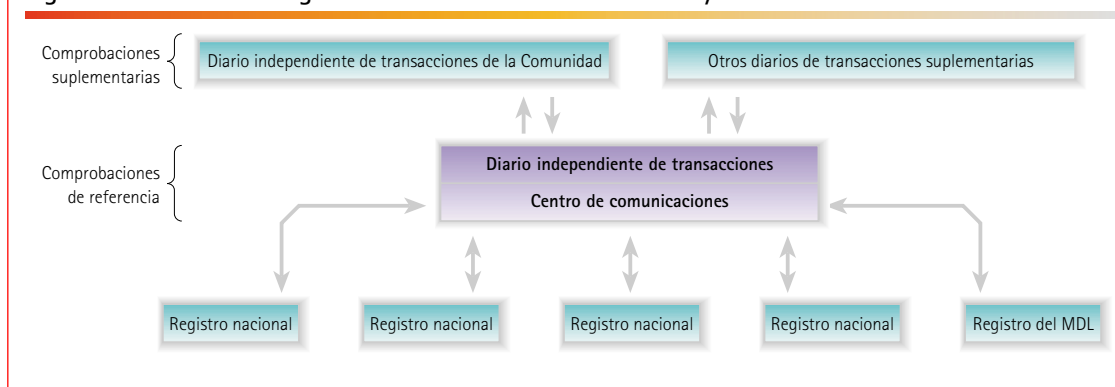 Comprobaciones
suplementarias
Diario independiente de transacciones de la Comunidad
Otros diarios de transacciones suplementarias
Comprobaciones
de referencia
Diario independiente de transacciones
Centro de comunicaciones
Registro nacional
Registro nacional
Registro nacional
Registro nacional
Registro del MDL